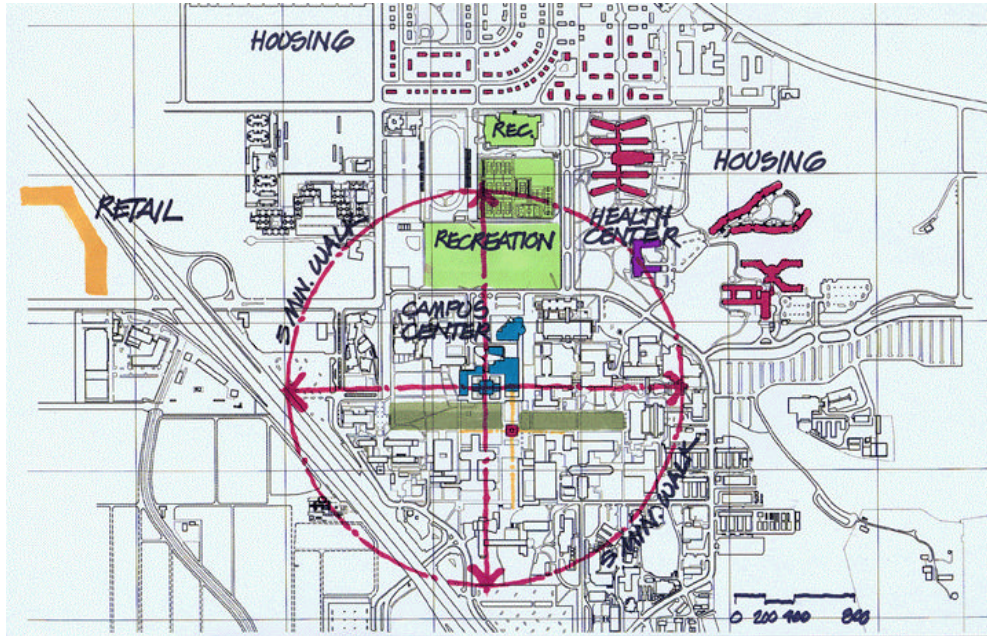 HOUSING
REC.
HOUSING
RETAIL
HEALTH
CENTER
RECREATION
5 MIN. WALK
CAMPUS
CENTER
5 MIN. WALK
0 200 400 800